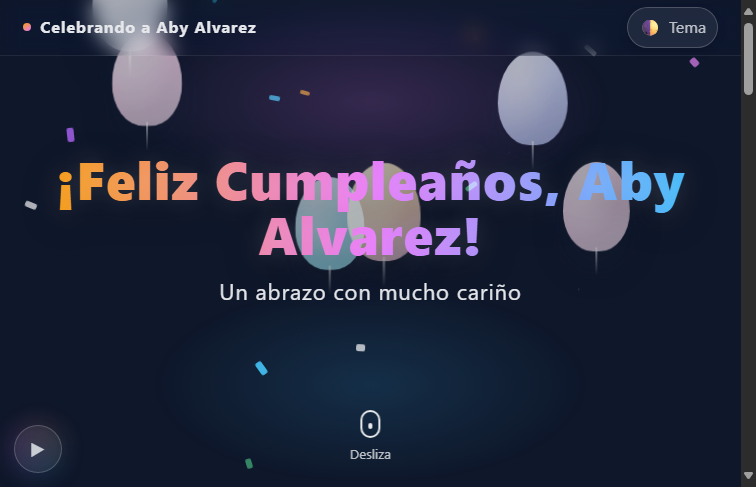 Celebrando a Aby Alvarez
Tema
¡Feliz Cumpleaños, Aby
Alvarez!
Un abrazo con mucho cariño
Desliza